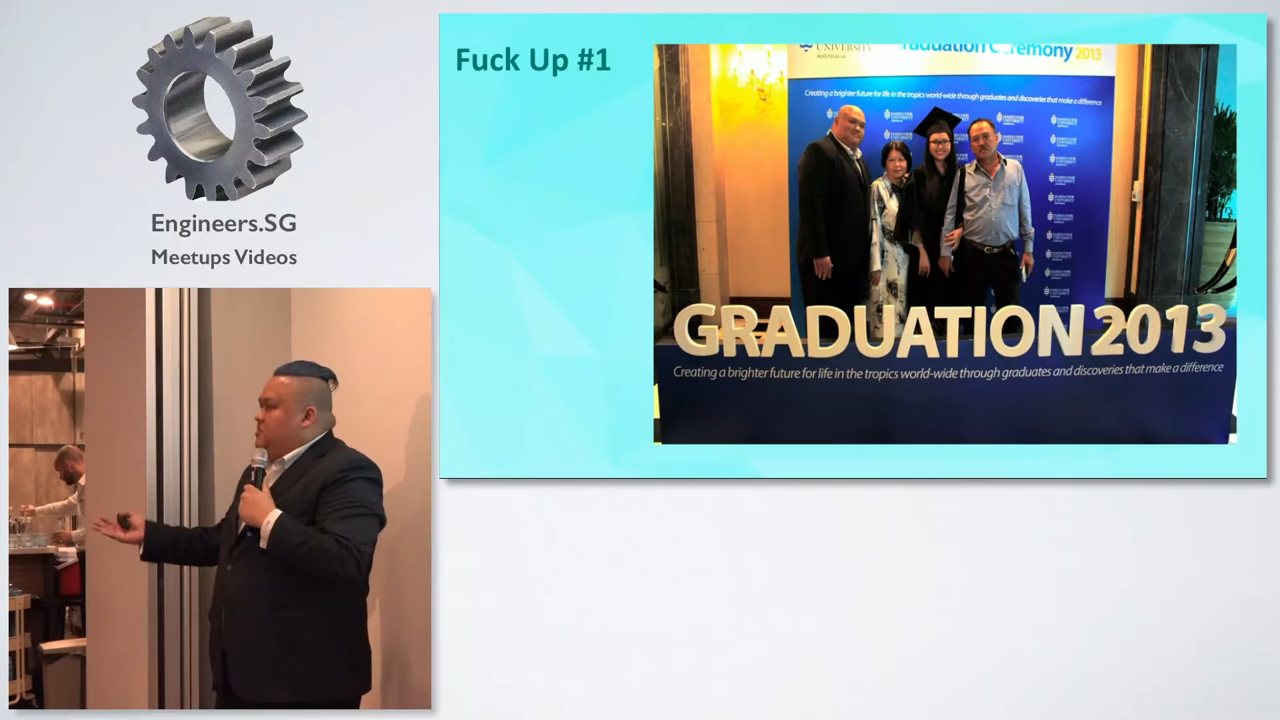 Engineers.SG
Meetups Videos
Fuck Up #1
UNIVERSITY
AUSTRALIA
Graduation Ceremony 2013
Creating a brighter future for life in the tropics world-wide through graduates and discoveries that make a difference
GRADUATION 2013
Creating a brighter future for life in the tropics world-wide through graduates and discoveries that make a difference